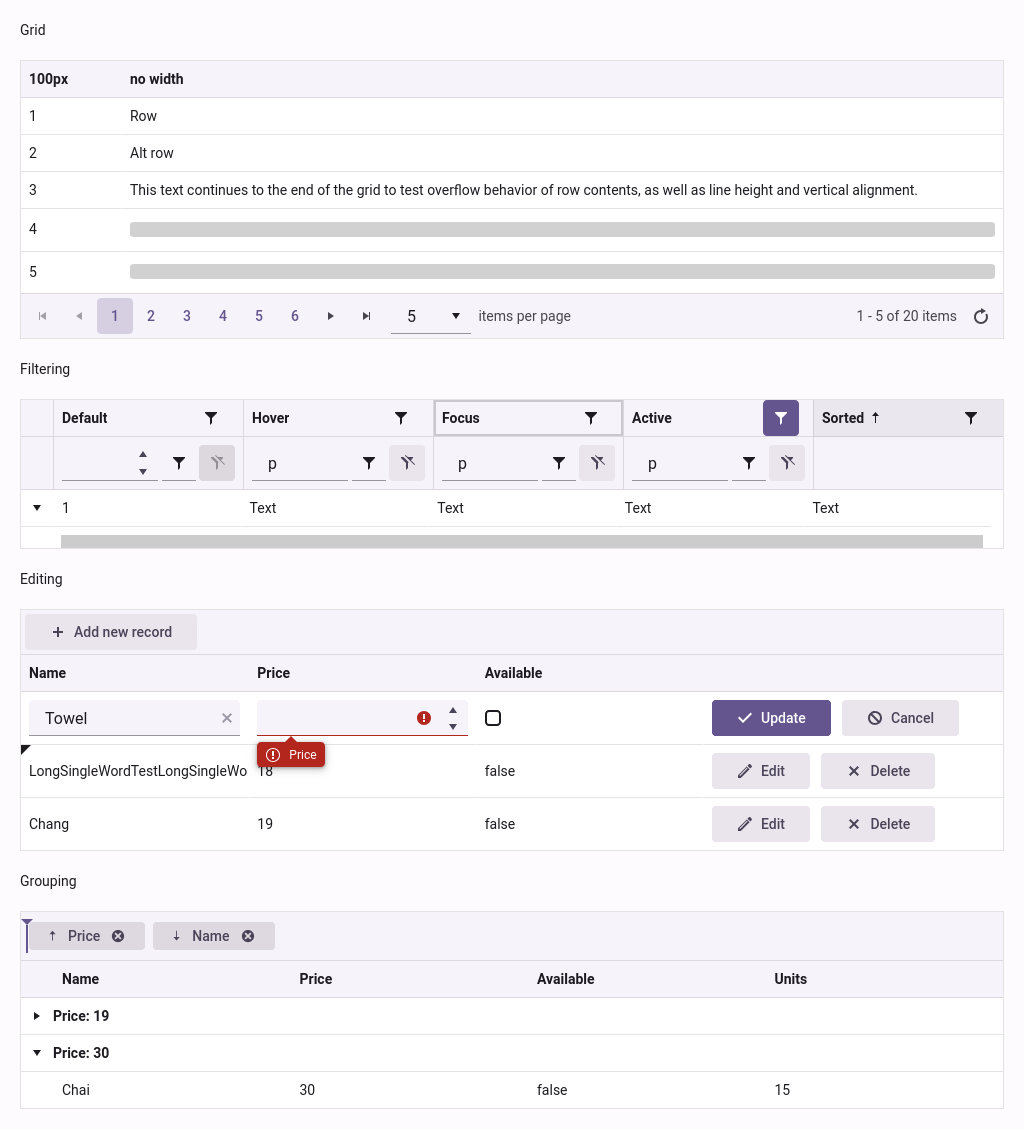 Grid
100px no width
1 Row
2 Alt row
3 This text continues to the end of the grid to test overflow behavior of row contents, as well as line height and vertical alignment.
4
5
1 2 3 4 5 6 5 items per page 1 - 5 of 20 items
Filtering
Default Hover Focus Active Sorted
p p p
1 Text Text Text Text
Editing
Add new record
Name Price Available
Towel Update Cancel
Price
LongSingleWordTestLongSingleWo 18 false Edit Delete
Chang 19 false Edit Delete
Grouping
Price Name
Name Price Available Units
Price: 19
Price: 30
Chai 30 false 15